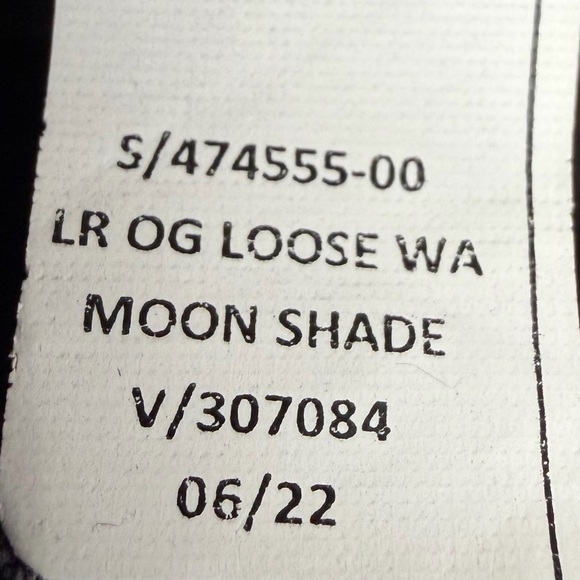 S/474555-00
LR OG LOOSE WA
MOON SHADE
V/307084
06/22